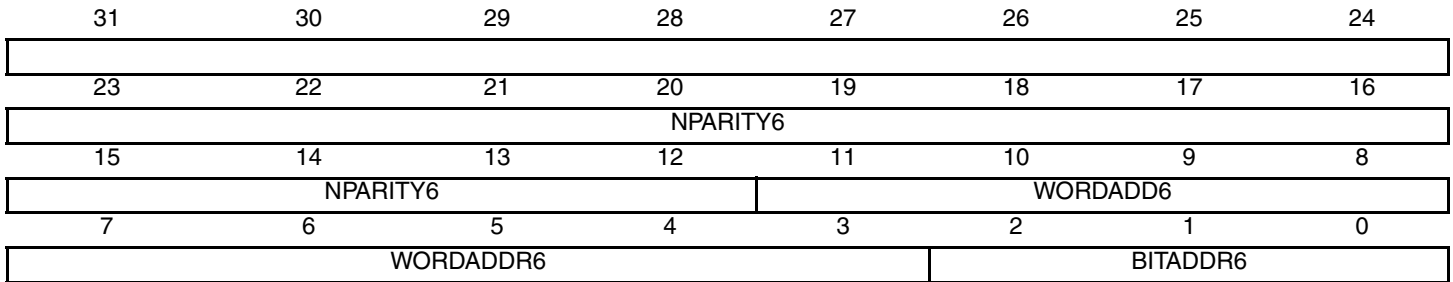 31 30 29 28 27 26 25 24
23 22 21 20 19 18 17 16
NPARITY6
15 14 13 12 11 10 9 8
NPARITY6 WORDADD6
7 6 5 4 3 2 1 0
WORDADDR6 BITADDR6